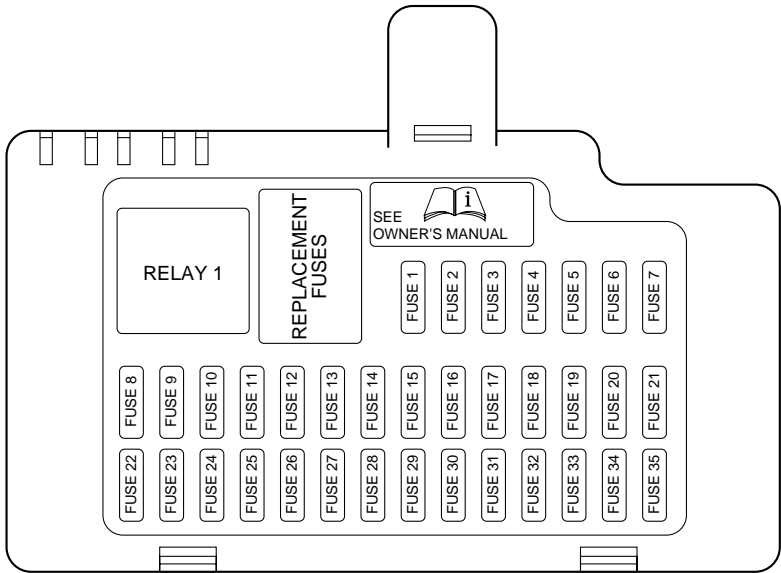 i
SEE
OWNER'S MANUAL
RELAY 1
REPLACEMENT
FUSES
FUSE 1
FUSE 2
FUSE 3
FUSE 4
FUSE 5
FUSE 6
FUSE 7
FUSE 8
FUSE 9
FUSE 10
FUSE 11
FUSE 12
FUSE 13
FUSE 14
FUSE 15
FUSE 16
FUSE 17
FUSE 18
FUSE 19
FUSE 20
FUSE 21
FUSE 22
FUSE 23
FUSE 24
FUSE 25
FUSE 26
FUSE 27
FUSE 28
FUSE 29
FUSE 30
FUSE 31
FUSE 32
FUSE 33
FUSE 34
FUSE 35